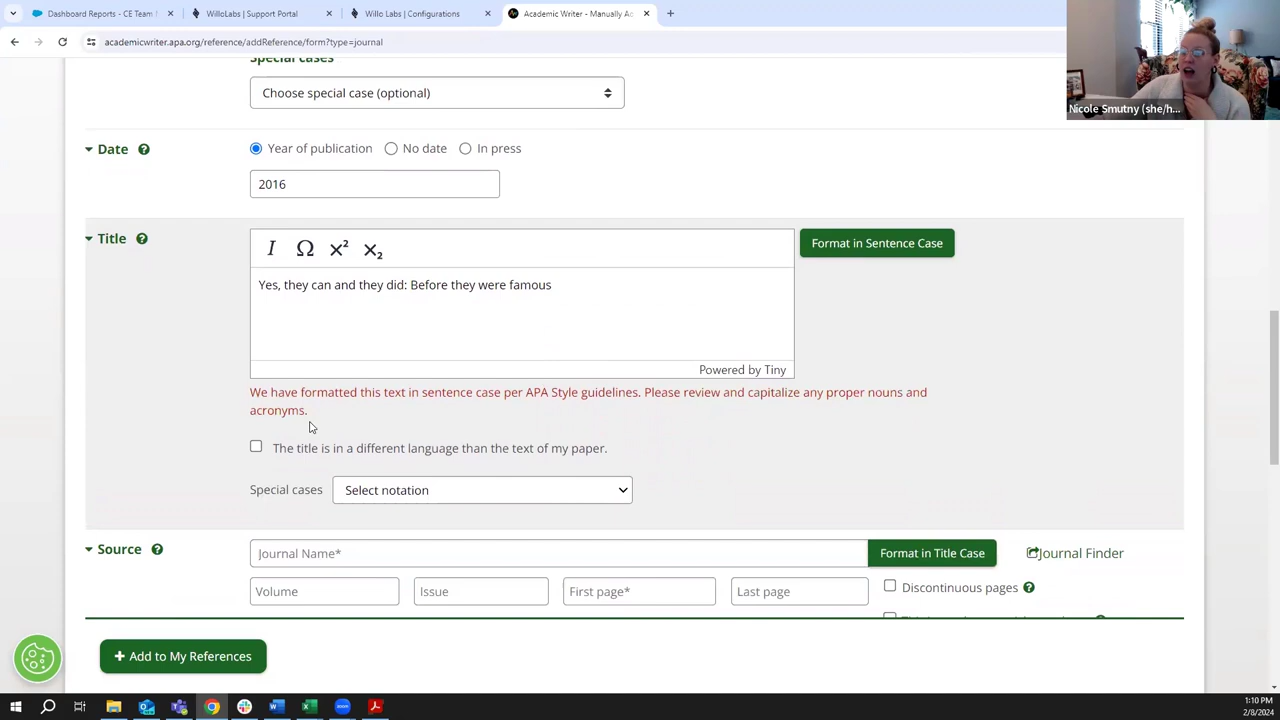 Dashboard Reports - CE Team
WilloLabs | Support Portal
Willo Labs | Configurations
Academic Writer - Manually Ad
academicwriter.apa.org/reference/addReference/form?type=journal
Nicole Smutny (she/h...
Special cases
Choose special case (optional)
Date
Year of publication
No date
In press
2016
Title
I Ω X² X₂
Format in Sentence Case
Yes, they can and they did: Before they were famous
Powered by Tiny
We have formatted this text in sentence case per APA Style guidelines. Please review and capitalize any proper nouns and
acronyms.
The title is in a different language than the text of my paper.
Special cases
Select notation
Source
Journal Name*
Format in Title Case
Journal Finder
Volume
Issue
First page*
Last page
Discontinuous pages
+ Add to My References
1:10 PM
2/8/2024